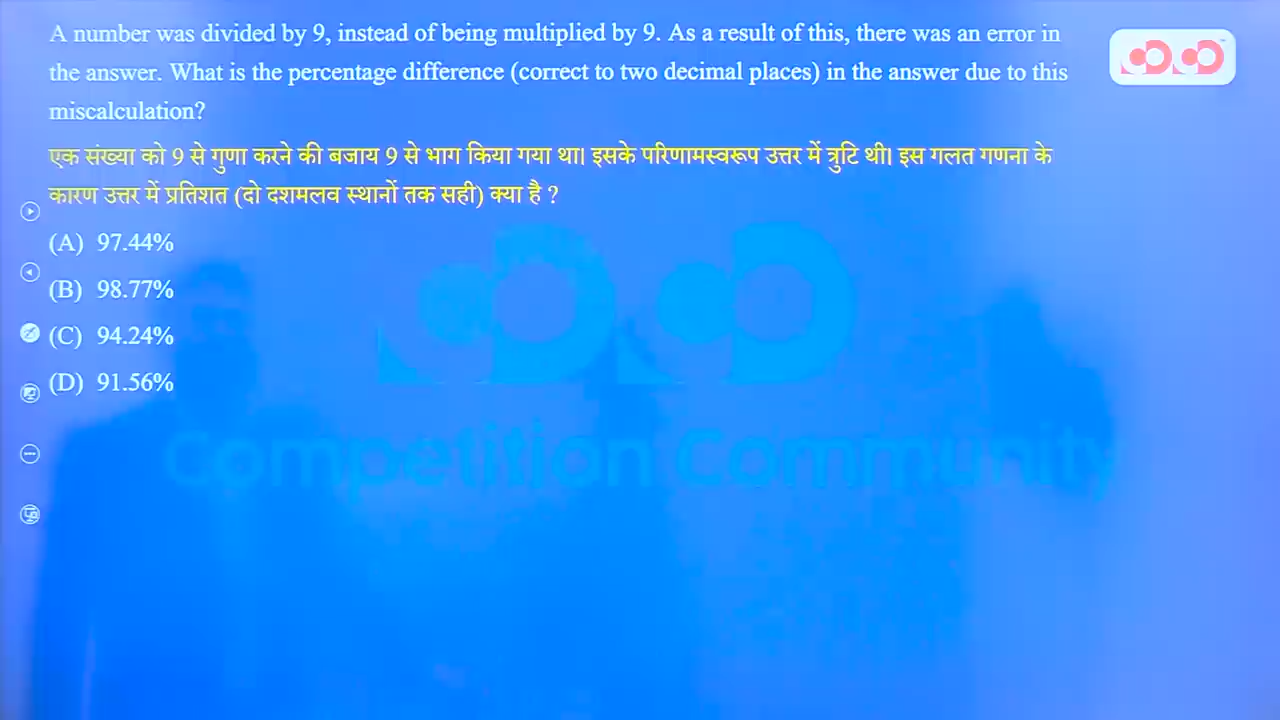 A number was divided by 9, instead of being multiplied by 9. As a result of this, there was an error in
the answer. What is the percentage difference (correct to two decimal places) in the answer due to this
miscalculation?
एक संख्या को 9 से गुणा करने की बजाय 9 से भाग किया गया था। इसके परिणामस्वरूप उत्तर में त्रुटि थी। इस गलत गणना के
कारण उत्तर में प्रतिशत (दो दशमलव स्थानों तक सही) क्या है ?
(A) 97.44%
(B) 98.77%
(C) 94.24%
(D) 91.56%
Competition Community